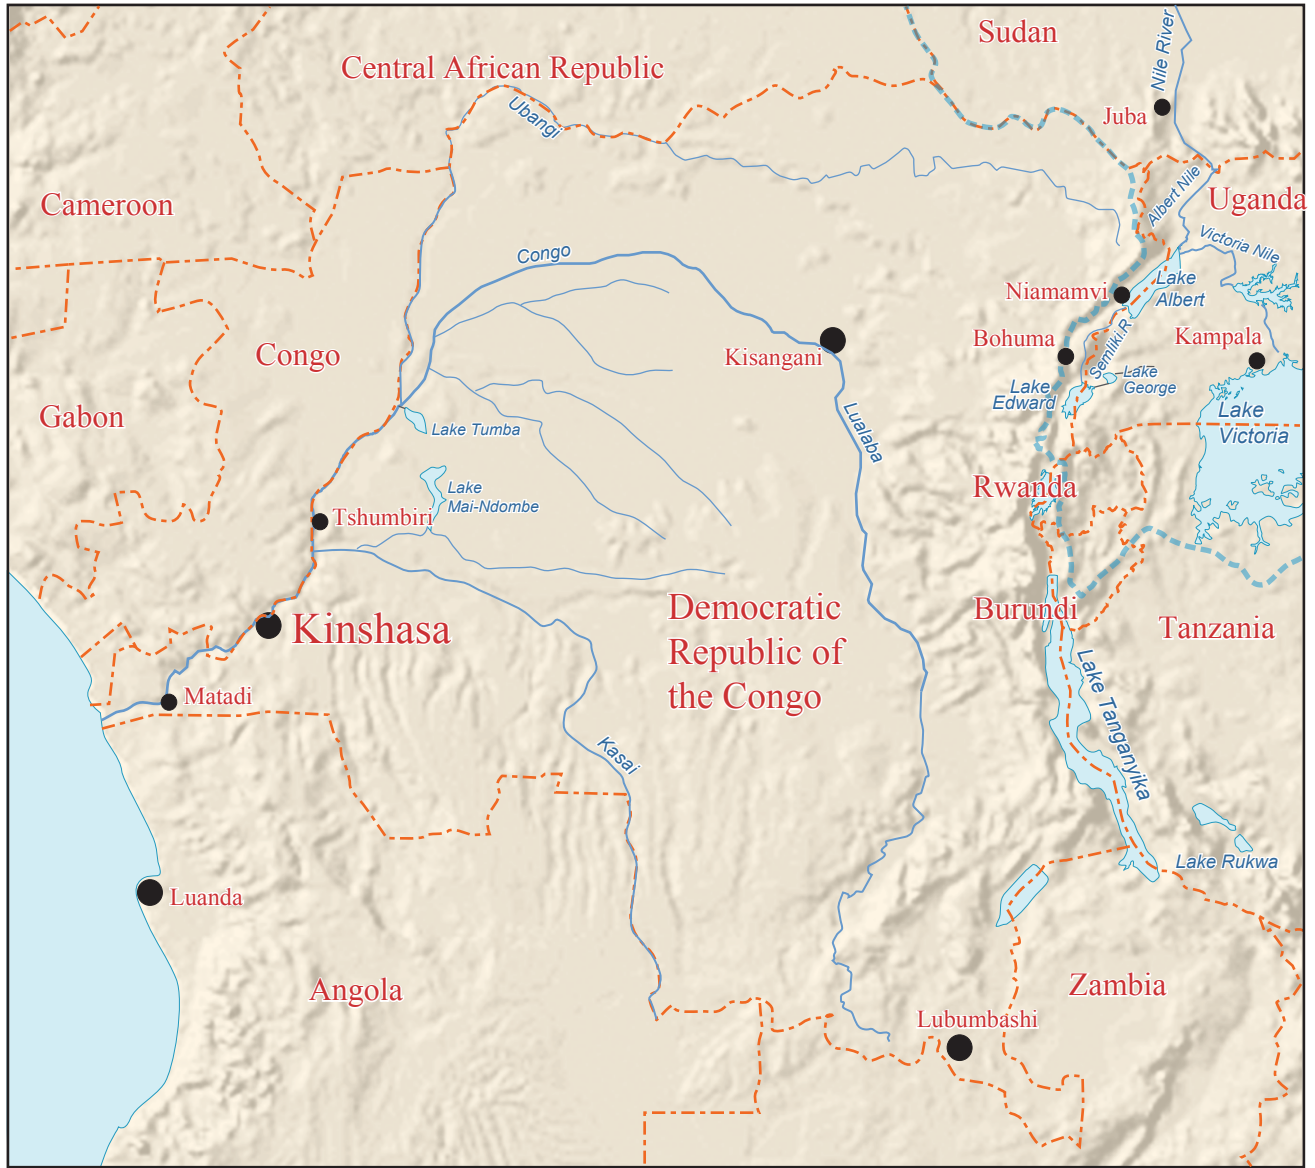 Sudan
Nile River
Central African Republic
Ubangi
Juba
Cameroon
Albert Nile
Uganda
Victoria Nile
Congo
Lake
Albert
Niamamvi
Congo
Kisangani
Bohuma
Semliki R
Kampala
Lake
George
Lake
Edward
Gabon
Lake Tumba
Lualaba
Lake
Victoria
Lake
Mai-Ndombe
Rwanda
Tshumbiri
Kinshasa
Democratic
Republic of
the Congo
Burundi
Tanzania
Matadi
Lake Tanganyika
Kasai
Lake Rukwa
Luanda
Angola
Zambia
Lubumbashi